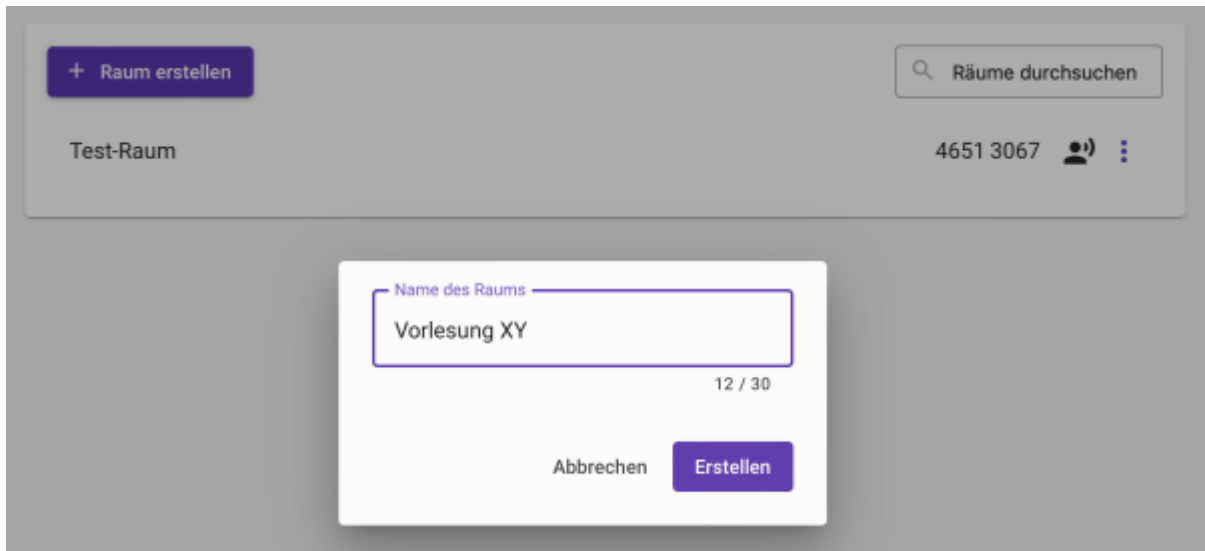 + Raum erstellen
Räume durchsuchen
Test-Raum
4651 3067
Name des Raums
Vorlesung XY
12 / 30
Abbrechen
Erstellen